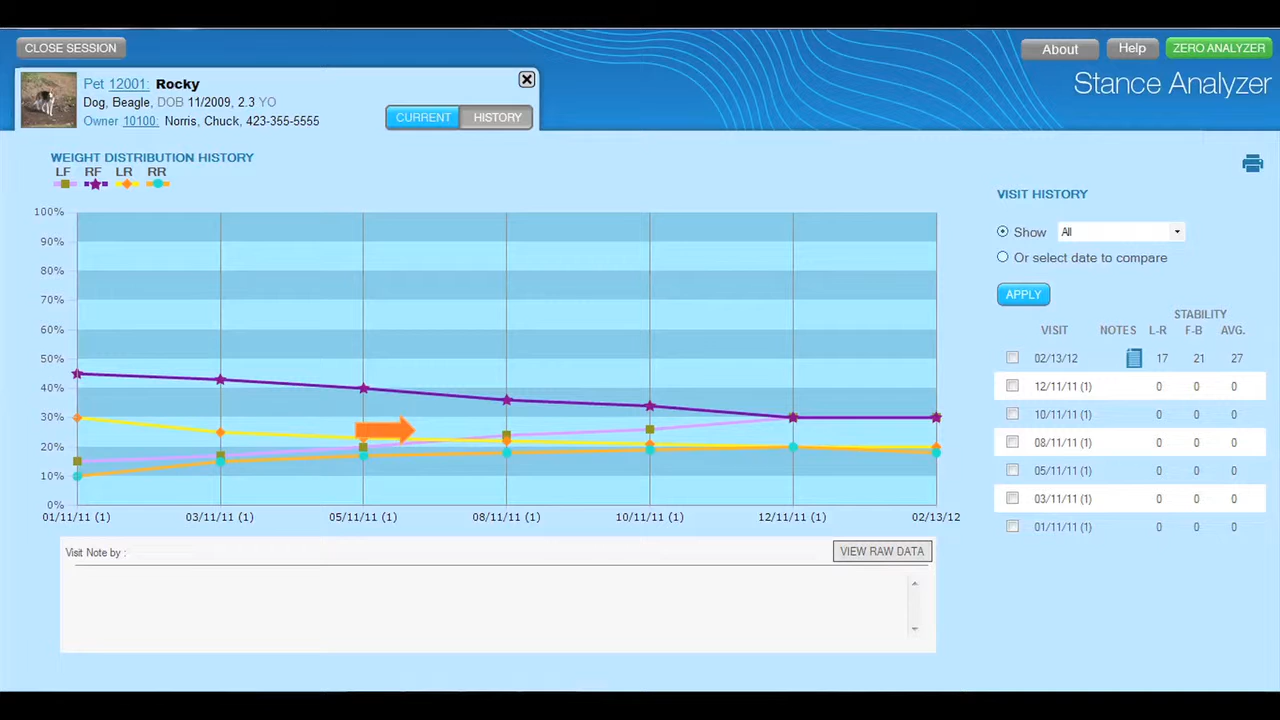 CLOSE SESSION
About
Help
ZERO ANALYZER
Stance Analyzer
Pet 12001: Rocky
Dog, Beagle, DOB 11/2009, 2.3 YO
Owner 10100: Norris, Chuck, 423-355-5555
CURRENT
HISTORY
WEIGHT DISTRIBUTION HISTORY
LF RF LR RR
100%
90%
80%
70%
60%
50%
40%
30%
20%
10%
0%
01/11/11 (1) 03/11/11 (1) 05/11/11 (1) 08/11/11 (1) 10/11/11 (1) 12/11/11 (1) 02/13/12
Visit Note by :
VIEW RAW DATA
VISIT HISTORY
Show All
Or select date to compare
APPLY
STABILITY
VISIT NOTES L-R F-B AVG.
02/13/12 17 21 27
12/11/11 (1) 0 0 0
10/11/11 (1) 0 0 0
08/11/11 (1) 0 0 0
05/11/11 (1) 0 0 0
03/11/11 (1) 0 0 0
01/11/11 (1) 0 0 0